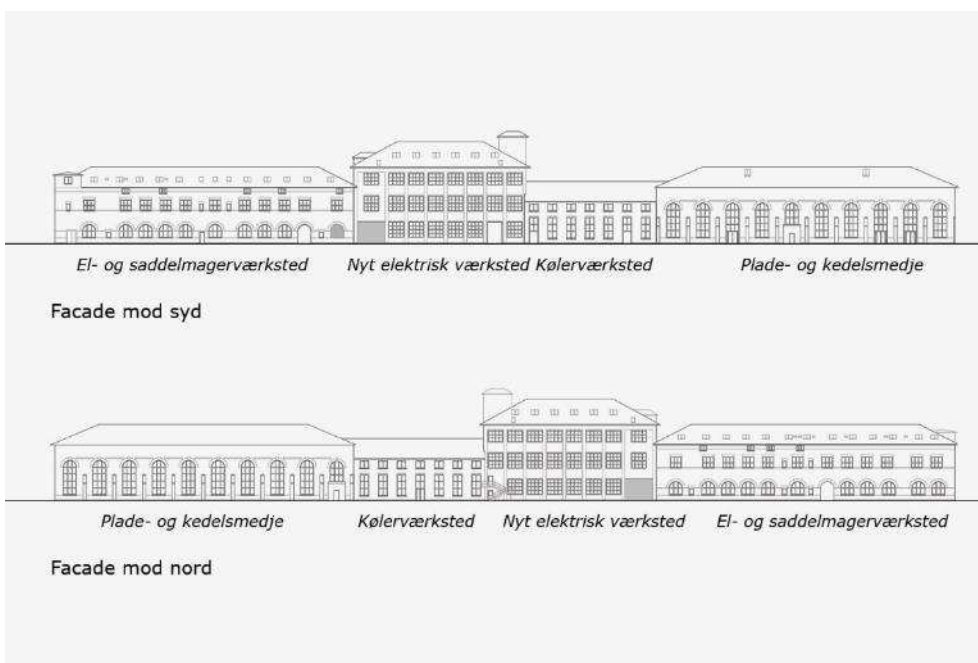 El- og saddelmagerværksted Nyt elektrisk værksted Kølerværksted Plade- og kedelsmedje
Facade mod syd
Plade- og kedelsmedje Kølerværksted Nyt elektrisk værksted El- og saddelmagerværksted
Facade mod nord